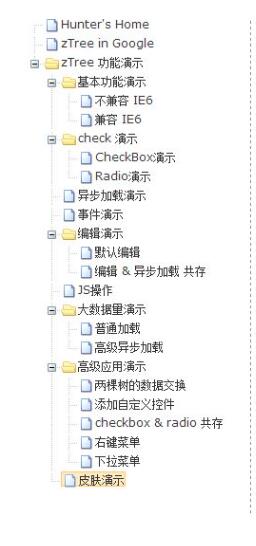 Hunter's Home
zTree in Google
zTree 功能演示
基本功能演示
不兼容 IE6
兼容 IE6
check 演示
CheckBox演示
Radio演示
异步加载演示
事件演示
编辑演示
默认编辑
编辑 & 异步加载 共存
JS操作
大数据量演示
普通加载
高级异步加载
高级应用演示
两棵树的数据交换
添加自定义控件
checkbox & radio 共存
右键菜单
下拉菜单
皮肤演示